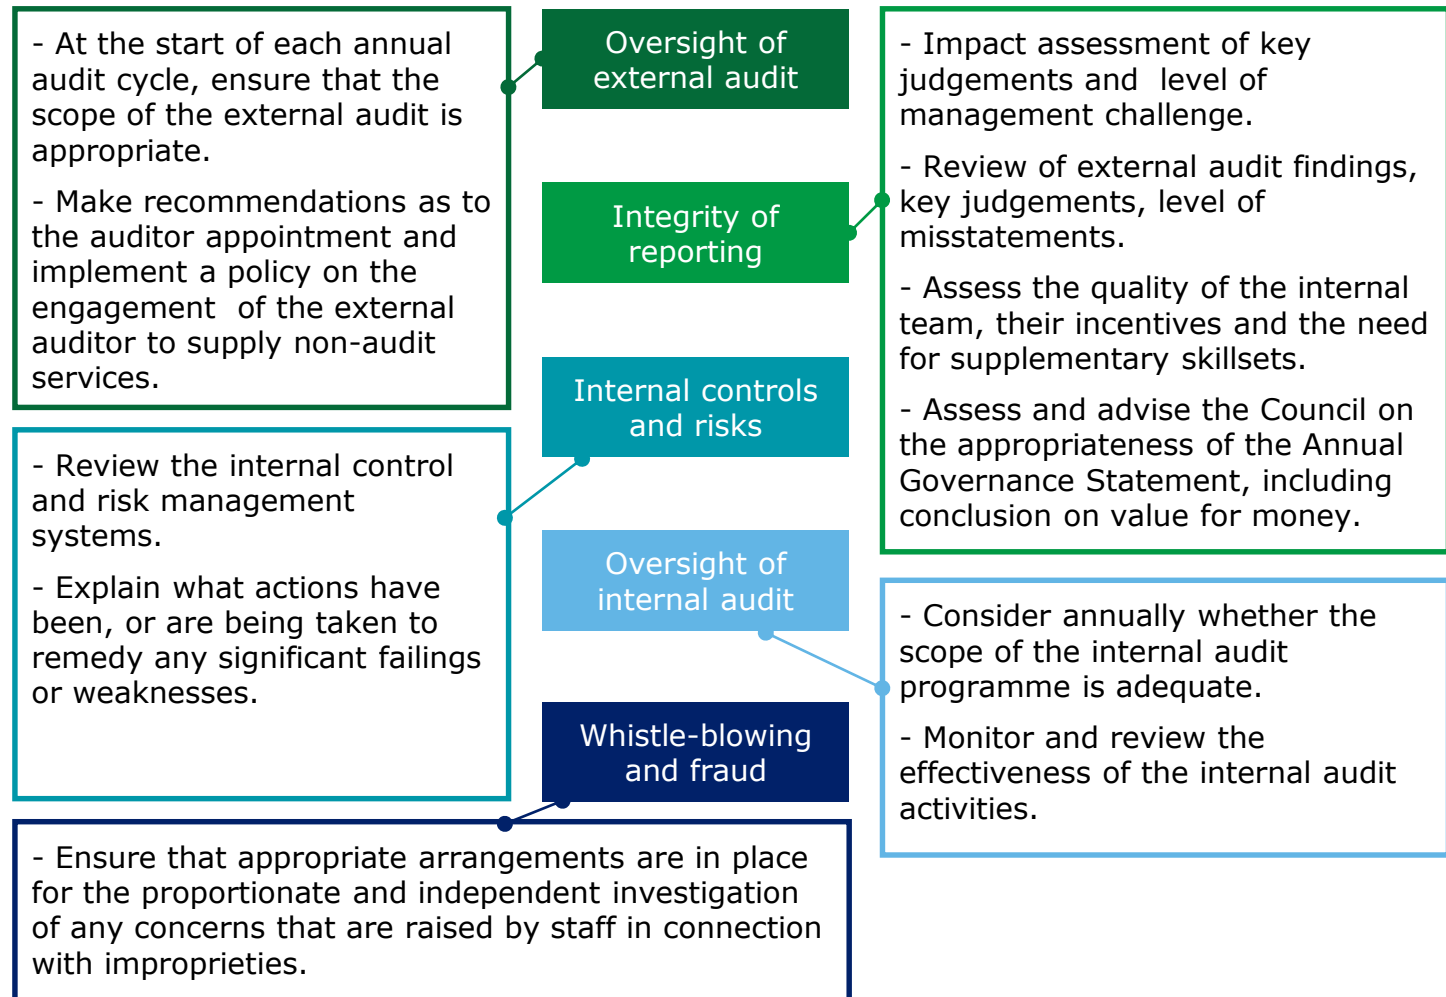 - At the start of each annual
audit cycle, ensure that the
scope of the external audit is
appropriate.
- Make recommendations as to
the auditor appointment and
implement a policy on the
engagement  of the external
auditor to supply non-audit
services.
Oversight of
external audit
- Impact assessment of key
judgements and  level of
management challenge.
- Review of external audit findings,
key judgements, level of
misstatements.
- Assess the quality of the internal
team, their incentives and the need
for supplementary skillsets.
- Assess and advise the Council on
the appropriateness of the Annual
Governance Statement, including
conclusion on value for money.
Integrity of
reporting
Internal controls
and risks
- Review the internal control
and risk management
systems.
- Explain what actions have
been, or are being taken to
remedy any significant failings
or weaknesses.
Oversight of
internal audit
- Consider annually whether the
scope of the internal audit
programme is adequate.
- Monitor and review the
effectiveness of the internal audit
activities.
Whistle-blowing
and fraud
- Ensure that appropriate arrangements are in place
for the proportionate and independent investigation
of any concerns that are raised by staff in connection
with improprieties.